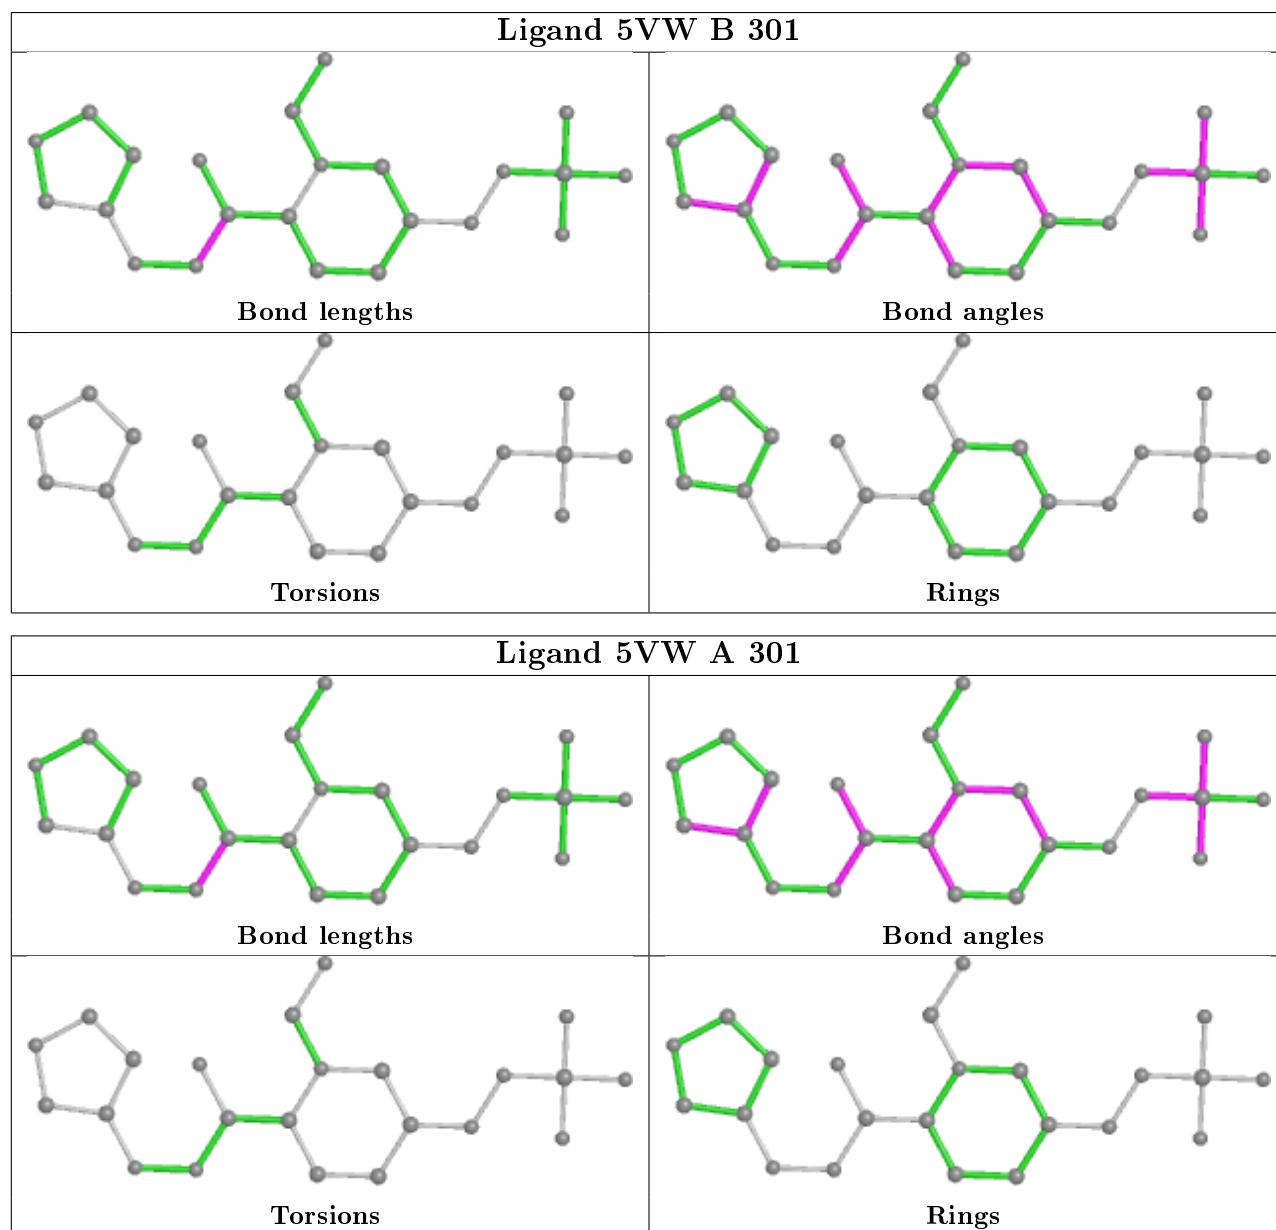 Ligand 5VW B 301
Bond lengths
Bond angles
Torsions
Rings
Ligand 5VW A 301
Bond lengths
Bond angles
Torsions
Rings